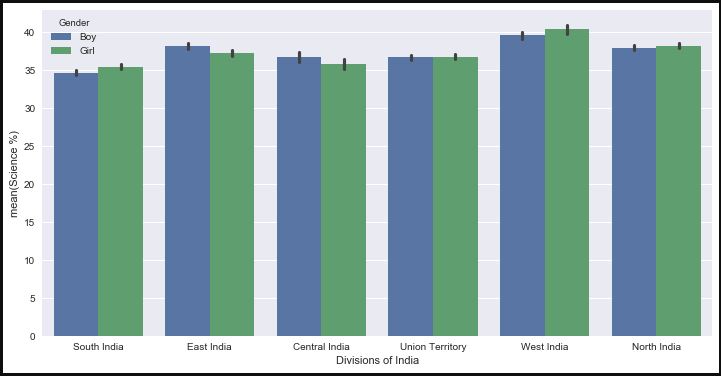 Gender
Boy
Girl
mean(Science %)
40
35
30
25
20
15
10
5
0
South India East India Central India Union Territory West India North India
Divisions of India